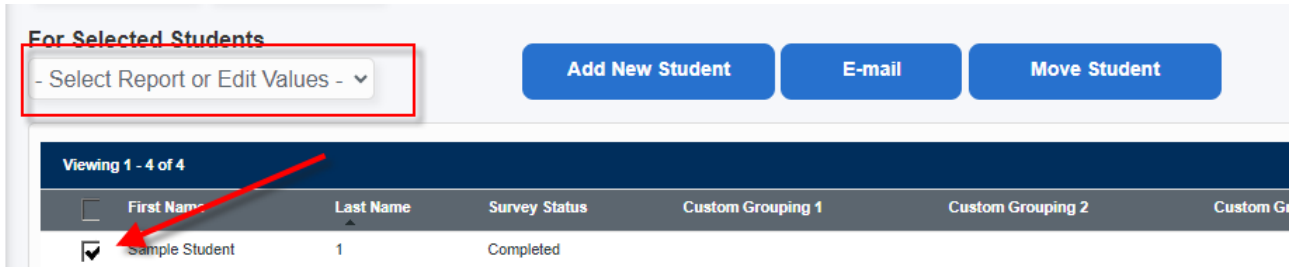 For Selected Students
- Select Report or Edit Values -
Add New Student E-mail Move Student
Viewing 1 - 4 of 4
First Name Last Name Survey Status Custom Grouping 1 Custom Grouping 2 Custom
Sample Student 1 Completed